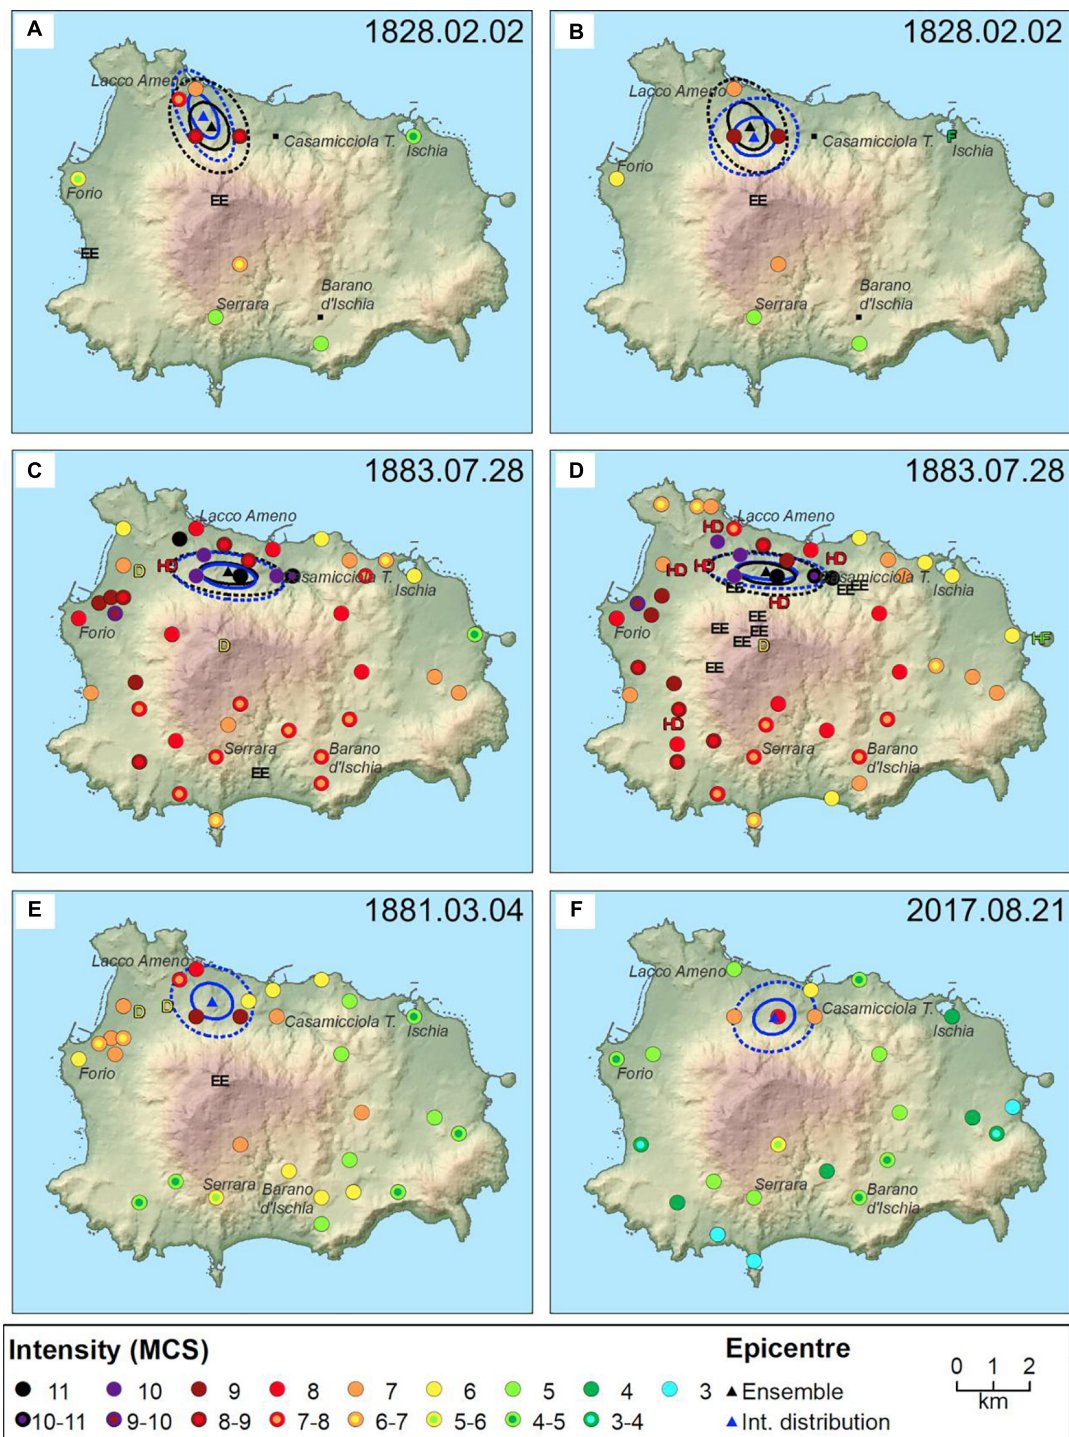 A
1828.02.02
Lacco Ameno
Casamicciola T.
Ischia
Forio
EE
EE
Serrara
Barano
d'Ischia
B
1828.02.02
Lacco Ameno
Casamicciola T.
F
Ischia
Forio
EE
Serrara
Barano
d'Ischia
C
1883.07.28
Lacco Ameno
HD
D
Casamicciola T.
Ischia
Forio
D
Serrara
Barano
d'Ischia
EE
D
1883.07.28
HD
Lacco Ameno
HD
HD
HD
Casamicciola T.
EE
EE
EE
Ischia
HD
EE
Forio
EE
EE
EE
D
HE
EE
HD
Serrara
Barano
d'Ischia
E
1881.03.04
Lacco Ameno
D
D
Casamicciola T.
Ischia
Forio
EE
Serrara
Barano
d'Ischia
F
2017.08.21
Lacco Ameno
Casamicciola T.
Ischia
Forio
Serrara
Barano
d'Ischia
Intensity (MCS)
11 10 9 8 7 6 5 4 3
10-11 9-10 8-9 7-8 6-7 5-6 4-5 3-4
Epicentre
Ensemble
Int. distribution
0 1 2
km